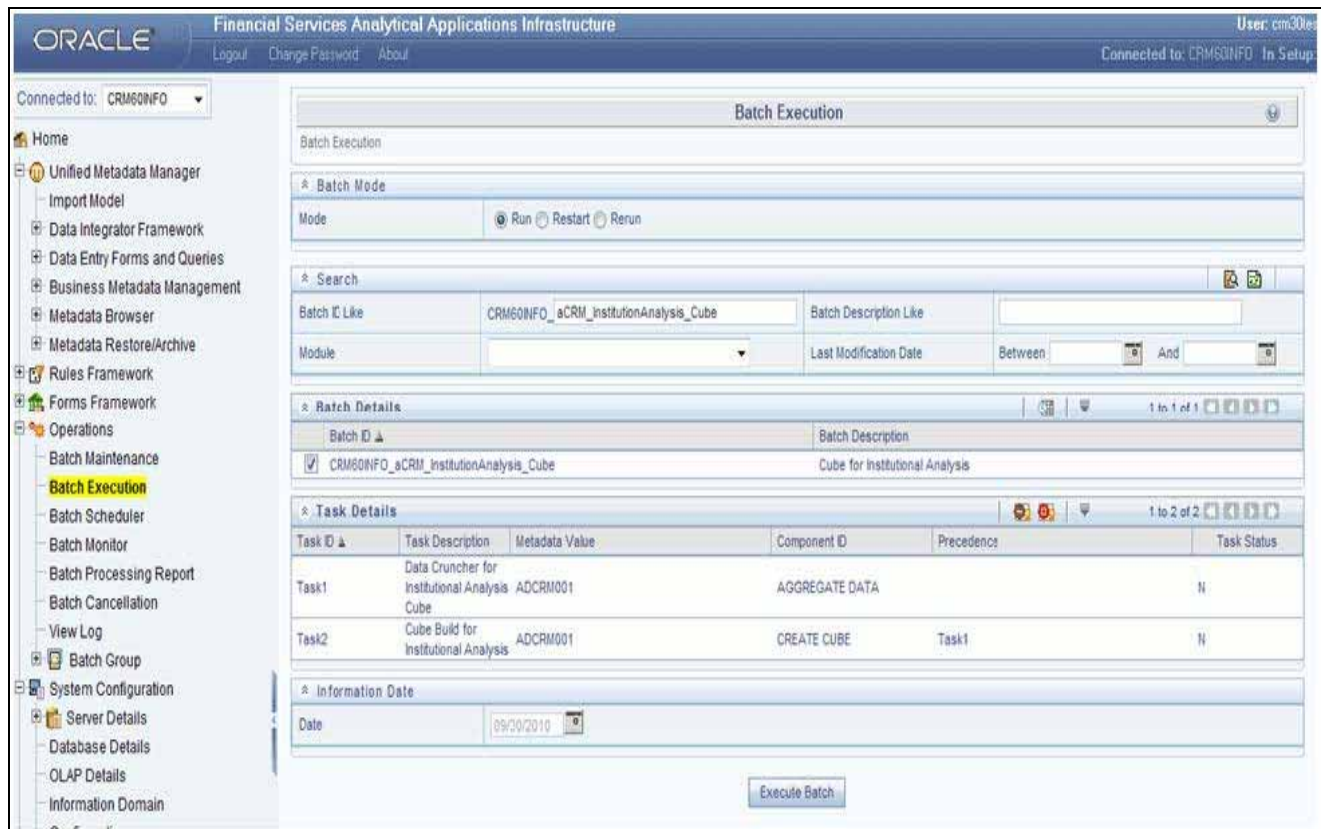 ORACLE
Financial Services Analytical Applications Infrastructure
User: crm30tes
Logout Change Password About
Connected to: CRM60INFO In Setup:
Connected to: CRM60INFO
Home
Unified Metadata Manager
Import Model
Data Integrator Framework
Data Entry Forms and Queries
Business Metadata Management
Metadata Browser
Metadata Restore/Archive
Rules Framework
Forms Framework
Operations
Batch Maintenance
Batch Execution
Batch Scheduler
Batch Monitor
Batch Processing Report
Batch Cancellation
View Log
Batch Group
System Configuration
Server Details
Database Details
OLAP Details
Information Domain
Batch Execution
Batch Execution
Batch Mode
Mode Run Restart Rerun
Search
Batch ID Like CRM60INFO_ aCRM_InstitutionAnalysis_Cube Batch Description Like
Module Last Modification Date Between And
Batch Details 1 to 1 of 1
Batch ID Batch Description
CRM60INFO_aCRM_InstitutionAnalysis_Cube Cube for Institutional Analysis
Task Details 1 to 2 of 2
Task ID Task Description Metadata Value Component ID Precedence Task Status
Task1 Data Cruncher for Institutional Analysis Cube ADCRM001 AGGREGATE DATA N
Task2 Cube Build for Institutional Analysis ADCRM001 CREATE CUBE Task1 N
Information Date
Date 09/30/2010
Execute Batch